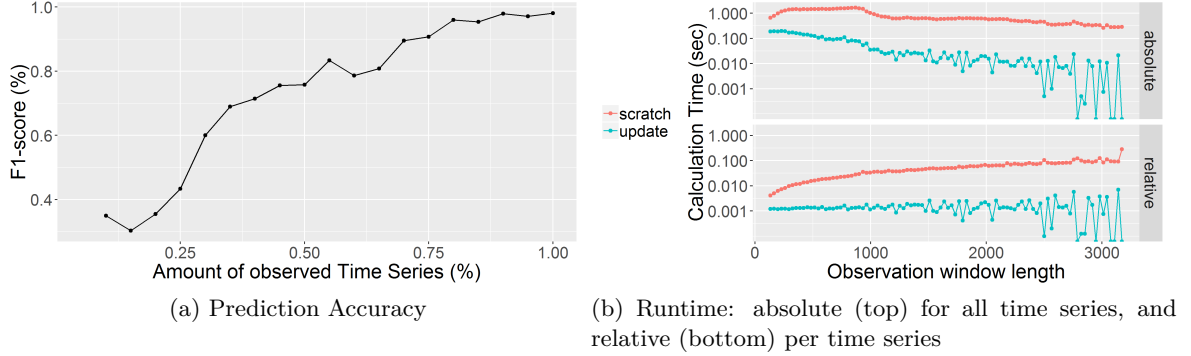 1.0
0.8
0.6
0.4
F1-score (%)
0.25
0.50
0.75
1.00
Amount of observed Time Series (%)
(a) Prediction Accuracy
scratch
update
Calculation Time (sec)
1.000
0.100
0.010
0.001
absolute
1.000
0.100
0.010
0.001
relative
0
1000
2000
3000
Observation window length
(b) Runtime: absolute (top) for all time series, and
relative (bottom) per time series